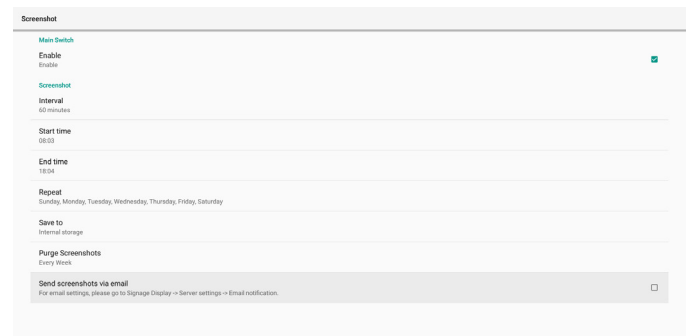 Screenshot
Main Switch
Enable
Enable
Screenshot
Interval
60 minutes
Start time
08:03
End time
18:04
Repeat
Sunday, Monday, Tuesday, Wednesday, Thursday, Friday, Saturday
Save to
Internal storage
Purge Screenshots
Every Week
Send screenshots via email
For email settings, please go to Signage Display -> Server settings -> Email notification.